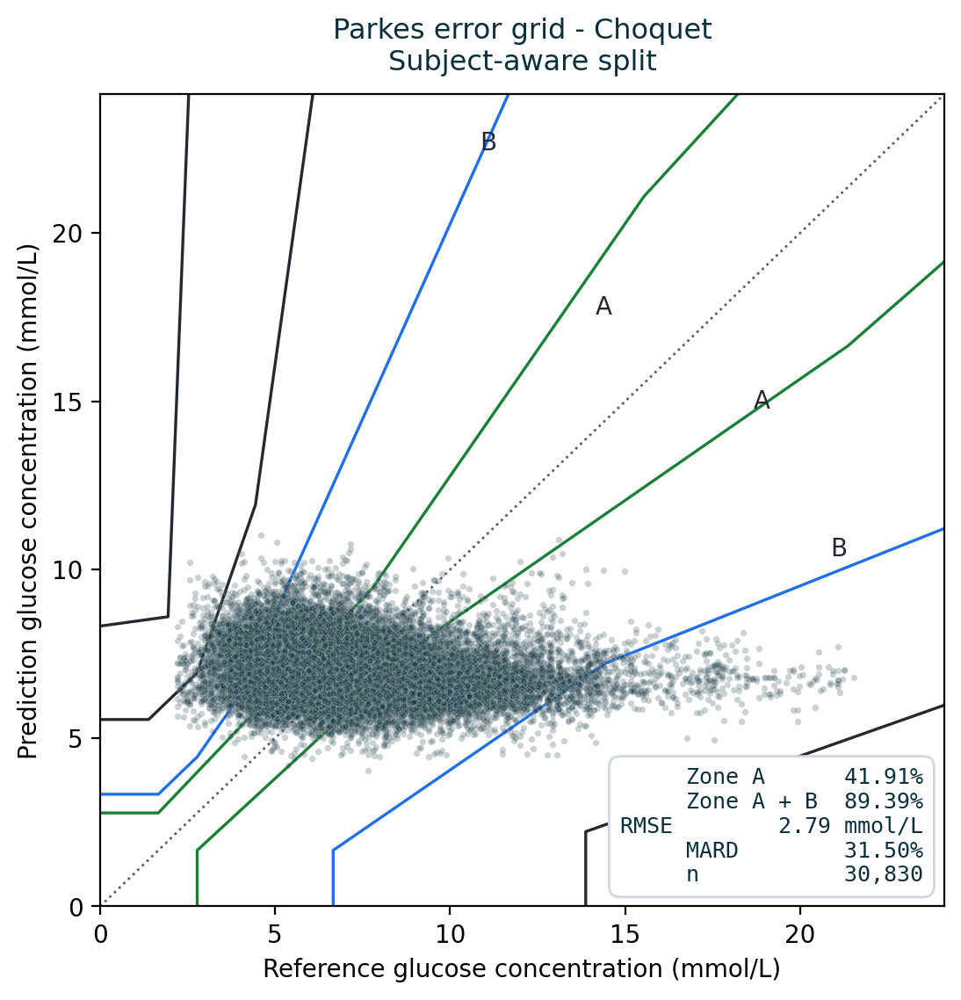 Parkes error grid - Choquet
Subject-aware split
B
A
A
B
20
15
10
5
0
0 5 10 15 20
Prediction glucose concentration (mmol/L)
Reference glucose concentration (mmol/L)
Zone A 41.91%
Zone A + B 89.39%
RMSE 2.79 mmol/L
MARD 31.50%
n 30,830